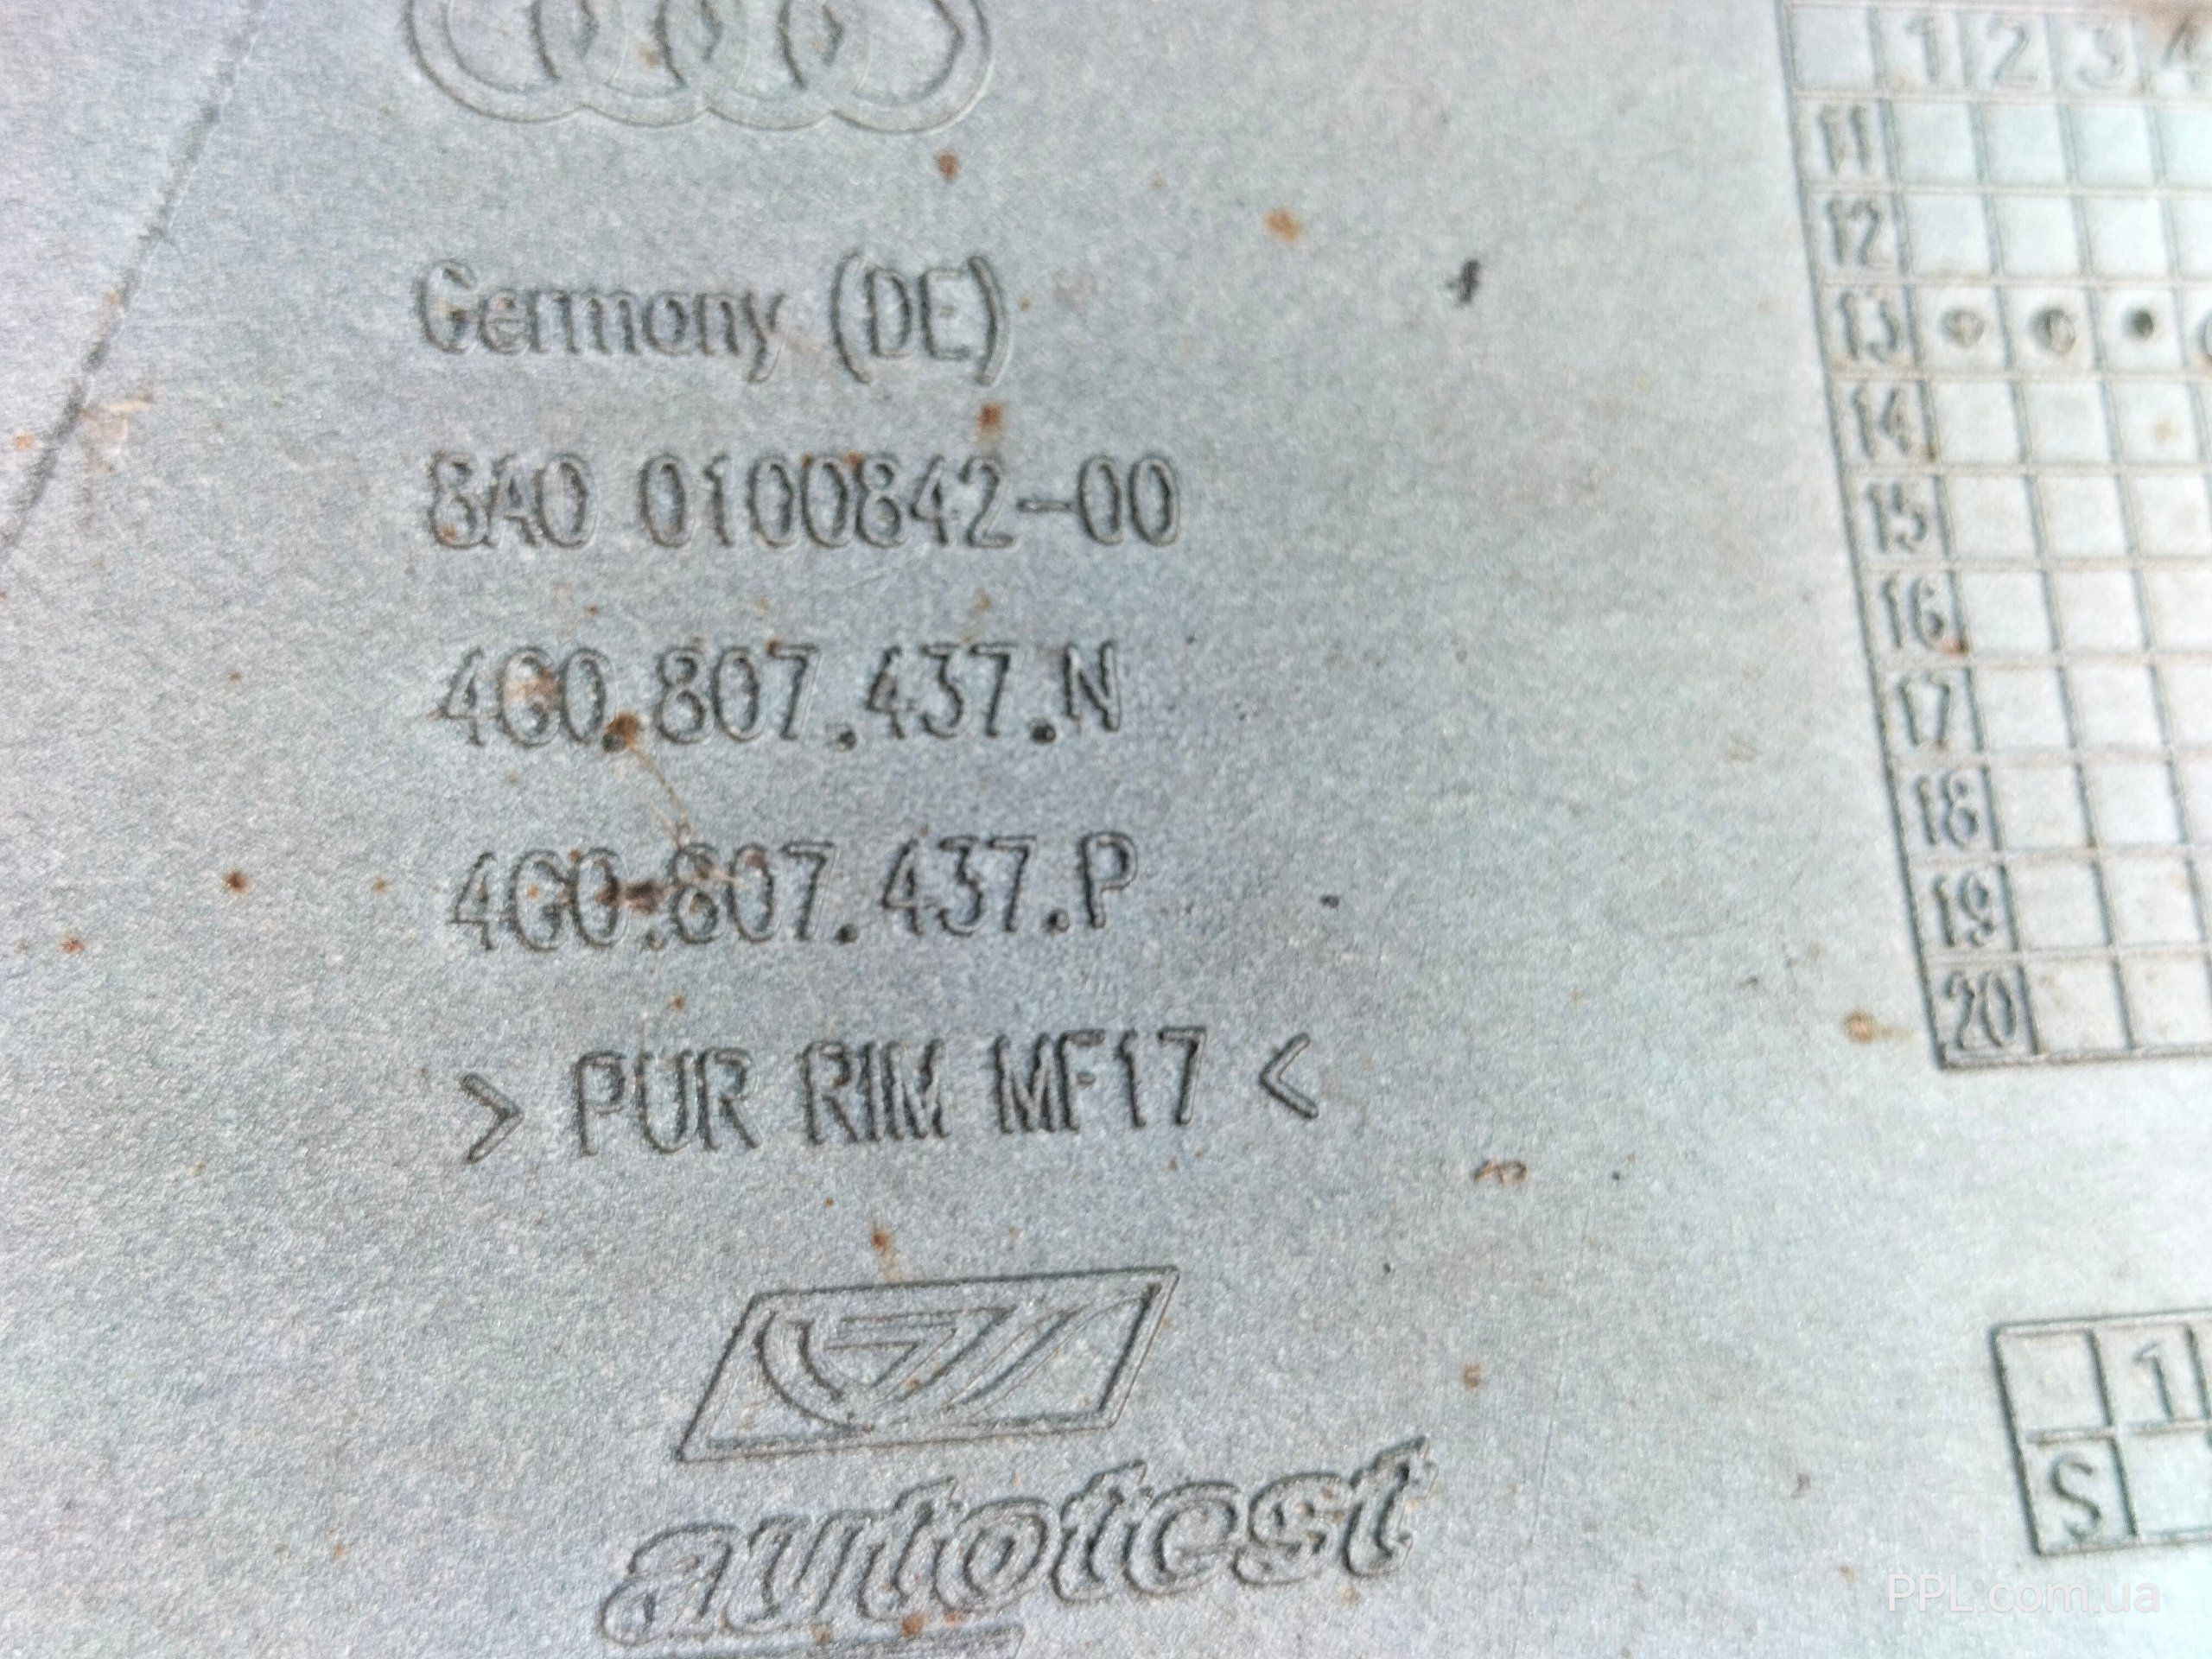 Germany (DE)
8A0 0100842-00
4G0.807.437.N
4G0.807.437.P
> PUR RIM MF17 <
autotest
1 2 3
11
12
13
14
15
16
17
18
19
20
1
S
PPL.com.ua